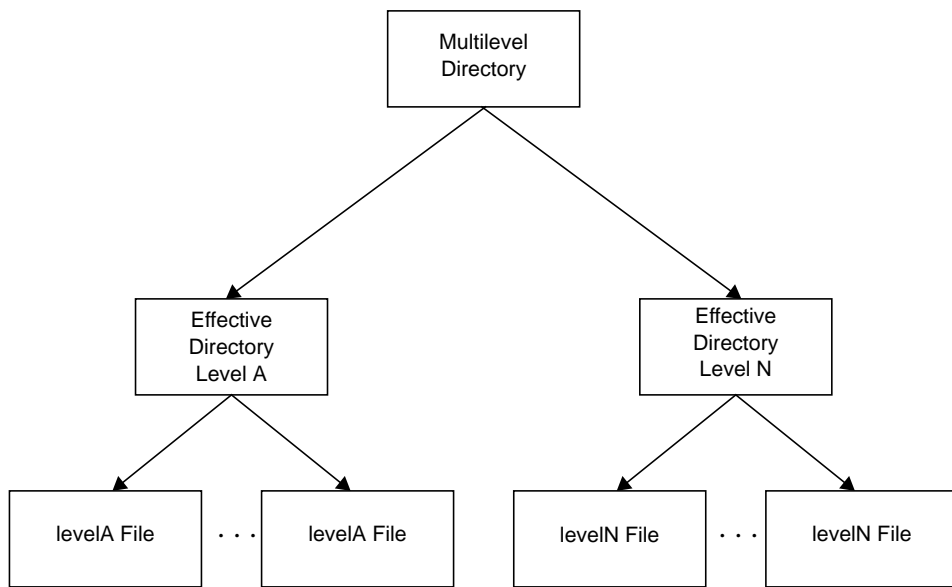 Multilevel
Directory
Effective
Directory
Level A
Effective
Directory
Level N
levelA File
. . .
levelA File
levelN File
. . .
levelN File